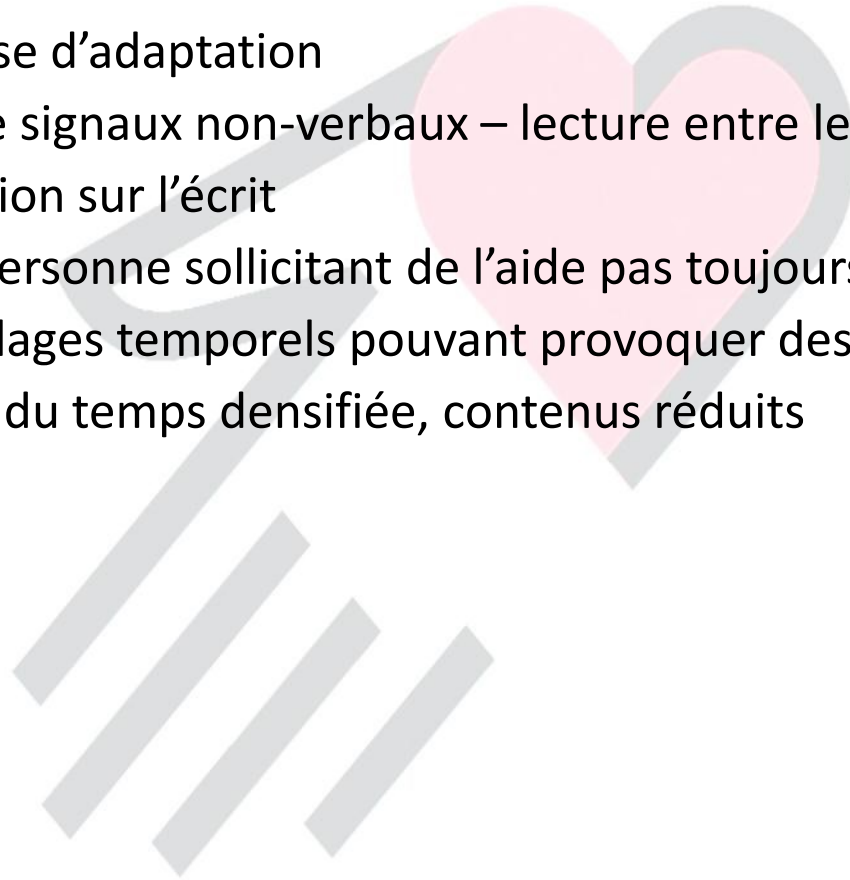 se d’adaptation
e signaux non-verbaux – lecture entre le
ion sur l’écrit
ersonne sollicitant de l’aide pas toujours
lages temporels pouvant provoquer des
du temps densifiée, contenus réduits